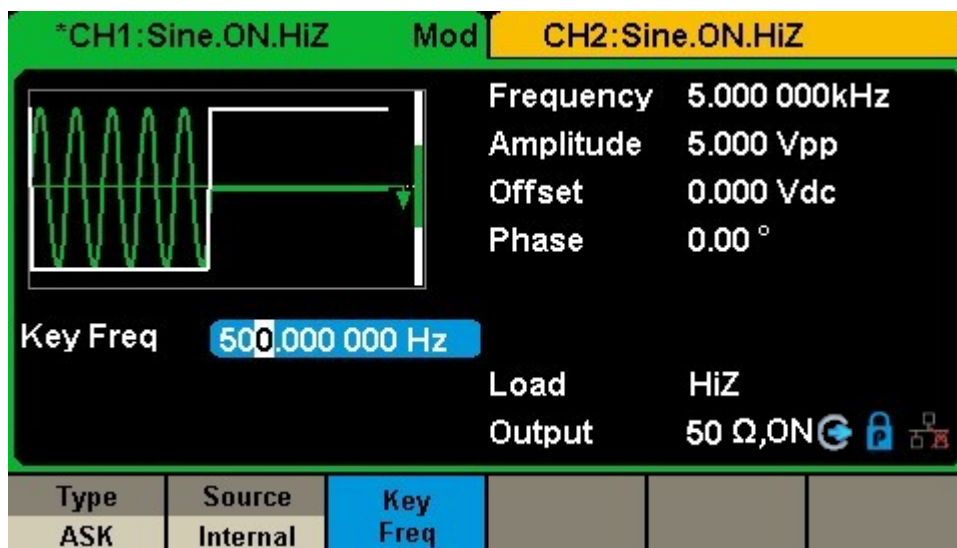 *CH1:Sine.ON.HiZ Mod CH2:Sine.ON.HiZ
Frequency 5.000 000kHz
Amplitude 5.000 Vpp
Offset 0.000 Vdc
Phase 0.00 °
Key Freq 500.000 000 Hz
Load HiZ
Output 50 Ω,ON P
Type Source Key
ASK Internal Freq